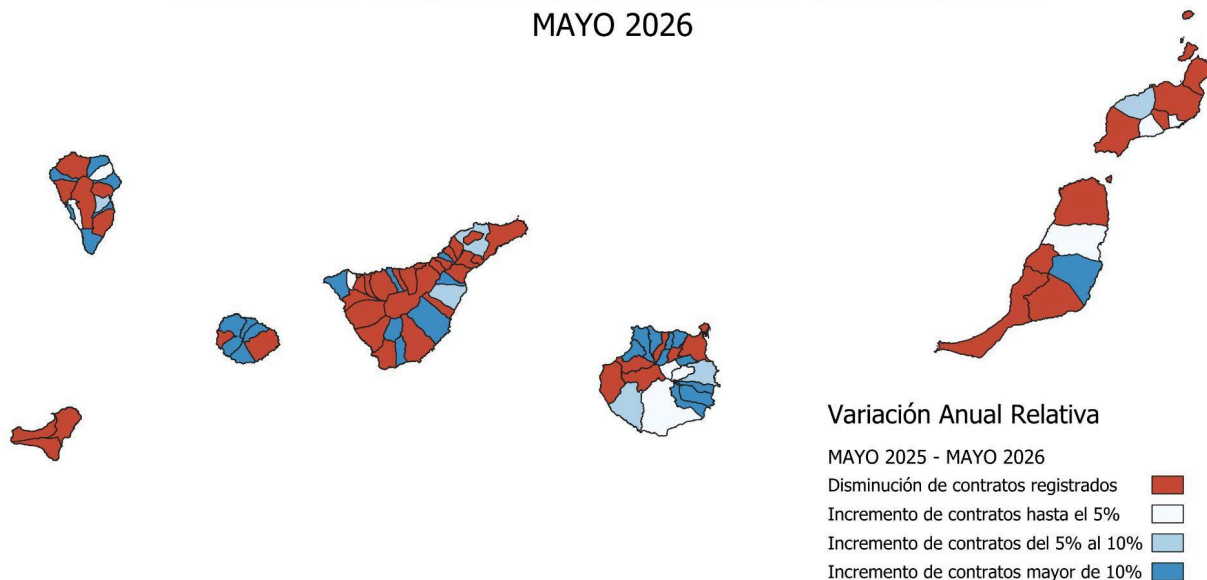 MAYO 2026
Variación Anual Relativa
MAYO 2025 - MAYO 2026
Disminución de contratos registrados
Incremento de contratos hasta el 5%
Incremento de contratos del 5% al 10%
Incremento de contratos mayor de 10%